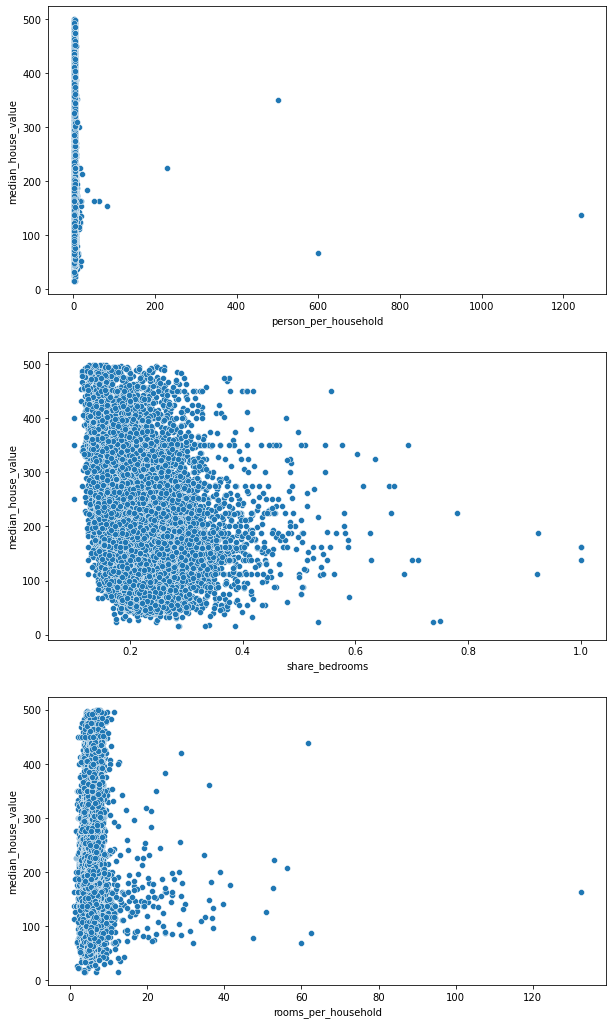 500
400
300
200
100
0
median_house_value
0 200 400 600 800 1000 1200
person_per_household
500
400
300
200
100
0
median_house_value
0.2 0.4 0.6 0.8 1.0
share_bedrooms
500
400
300
200
100
0
median_house_value
0 20 40 60 80 100 120
rooms_per_household